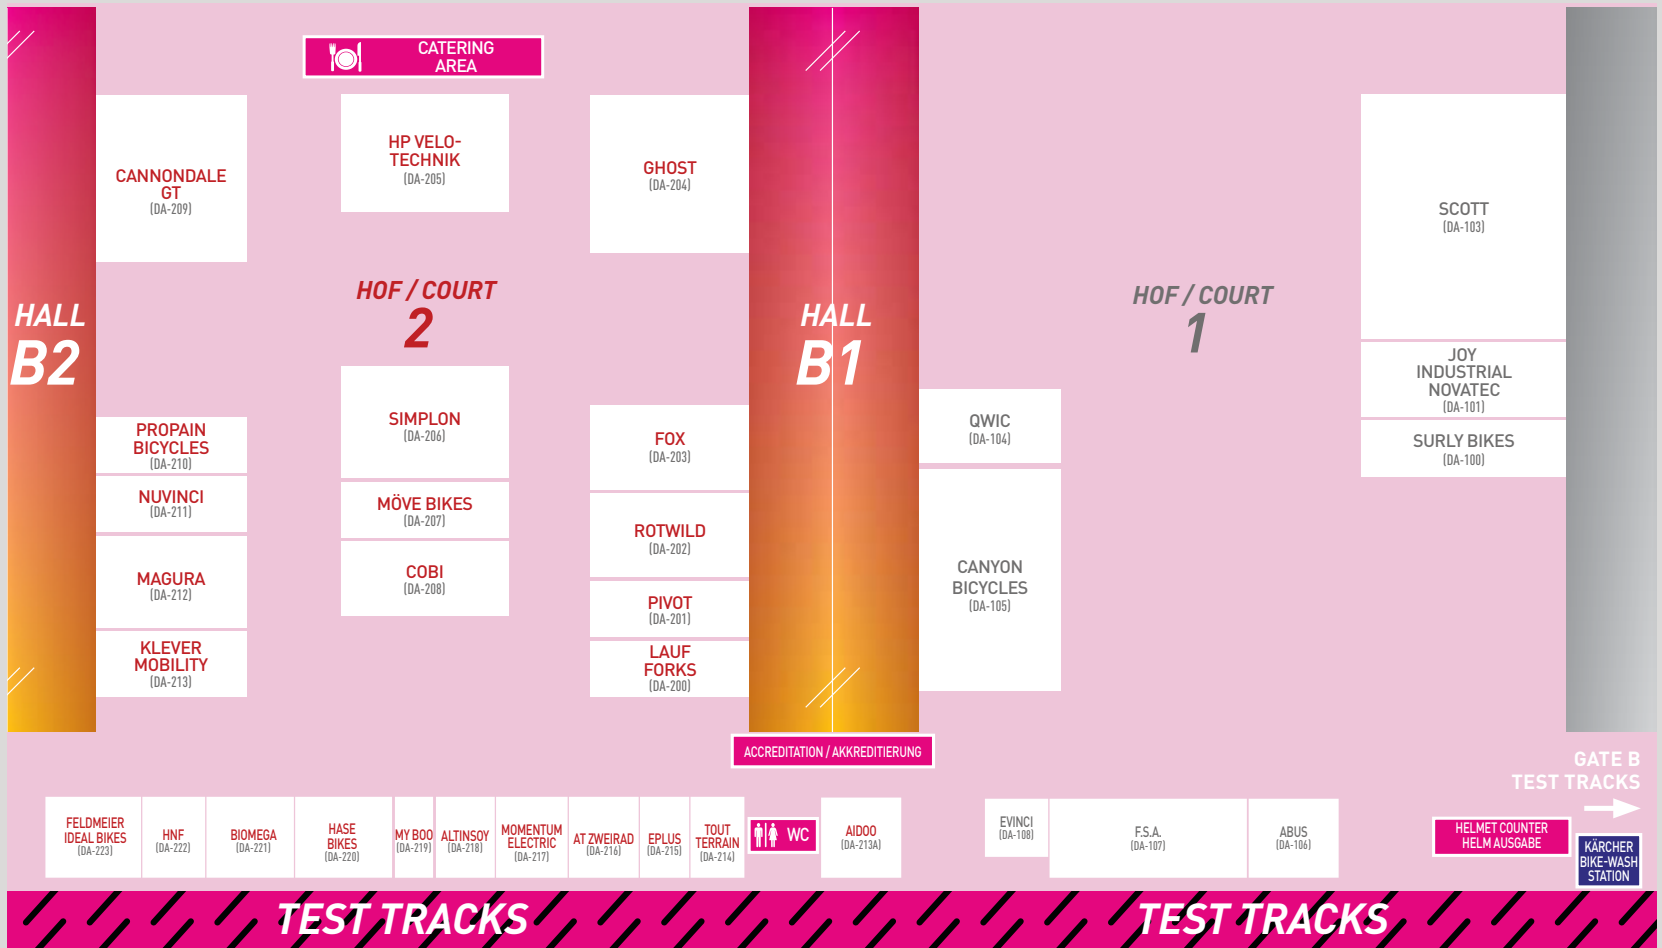 CATERING
AREA
CANNONDALE
GT
(DA-209)
HP VELO-
TECHNIK
(DA-205)
GHOST
(DA-204)
SCOTT
(DA-103)
HALL
B2
HOF / COURT
2
HALL
B1
HOF / COURT
1
JOY
INDUSTRIAL
NOVATEC
(DA-101)
SURLY BIKES
(DA-100)
PROPAIN
BICYCLES
(DA-210)
NUVINCI
(DA-211)
MAGURA
(DA-212)
KLEVER
MOBILITY
(DA-213)
SIMPLON
(DA-206)
MÖVE BIKES
(DA-207)
COBI
(DA-208)
FOX
(DA-203)
ROTWILD
(DA-202)
PIVOT
(DA-201)
LAUF
FORKS
(DA-200)
QWIC
(DA-104)
CANYON
BICYCLES
(DA-105)
ACCREDITATION / AKKREDITIERUNG
GATE B
TEST TRACKS
FELDMEIER
IDEAL BIKES
(DA-223)
HNF
(DA-222)
BIOMEGA
(DA-221)
HASE
BIKES
(DA-220)
MY BOO
(DA-219)
ALTINSOY
(DA-218)
MOMENTUM
ELECTRIC
(DA-217)
AT ZWEIRAD
(DA-216)
EPLUS
(DA-215)
TOUT
TERRAIN
(DA-214)
WC
AIDOO
(DA-213A)
EVINCI
(DA-108)
F.S.A.
(DA-107)
ABUS
(DA-106)
HELMET COUNTER
HELM AUSGABE
KÄRCHER
BIKE-WASH
STATION
TEST TRACKS
TEST TRACKS